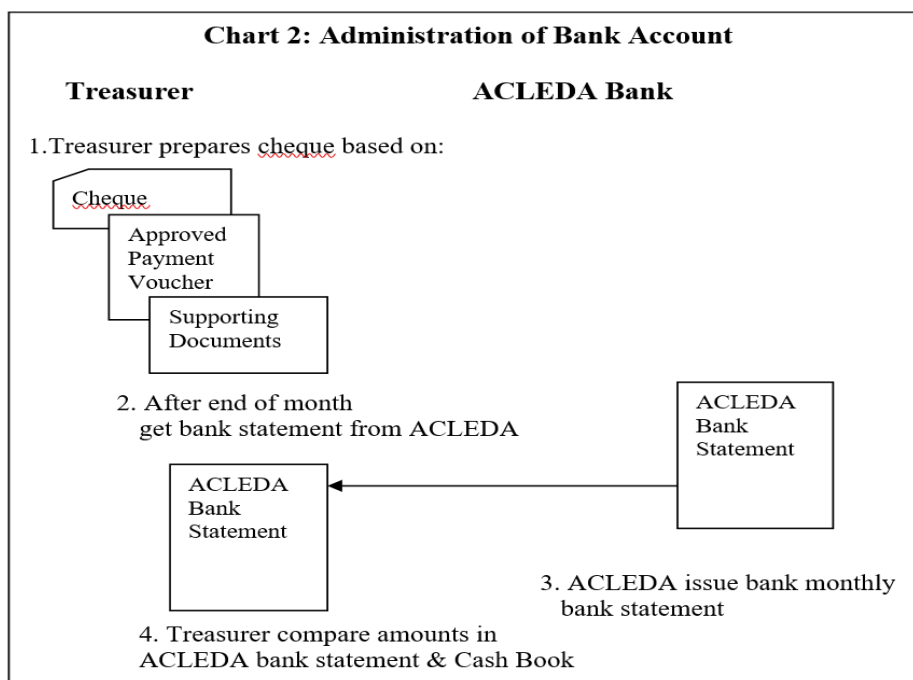 Chart 2: Administration of Bank Account
Treasurer ACLEDA Bank
1.Treasurer prepares cheque based on:
Cheque
Approved
Payment
Voucher
Supporting
Documents
2. After end of month
get bank statement from ACLEDA
ACLEDA
Bank
Statement
ACLEDA
Bank
Statement
3. ACLEDA issue bank monthly
bank statement
4. Treasurer compare amounts in
ACLEDA bank statement & Cash Book